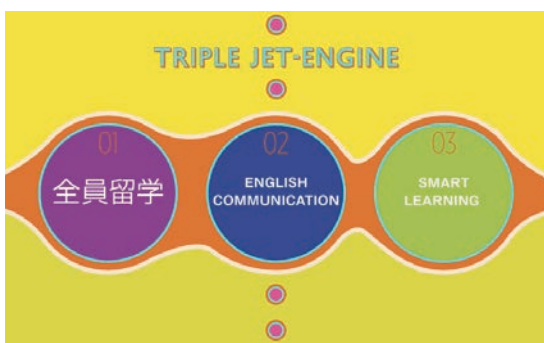 TRIPLE JET-ENGINE
01
全員留学
02
ENGLISH
COMMUNICATION
03
SMART
LEARNING